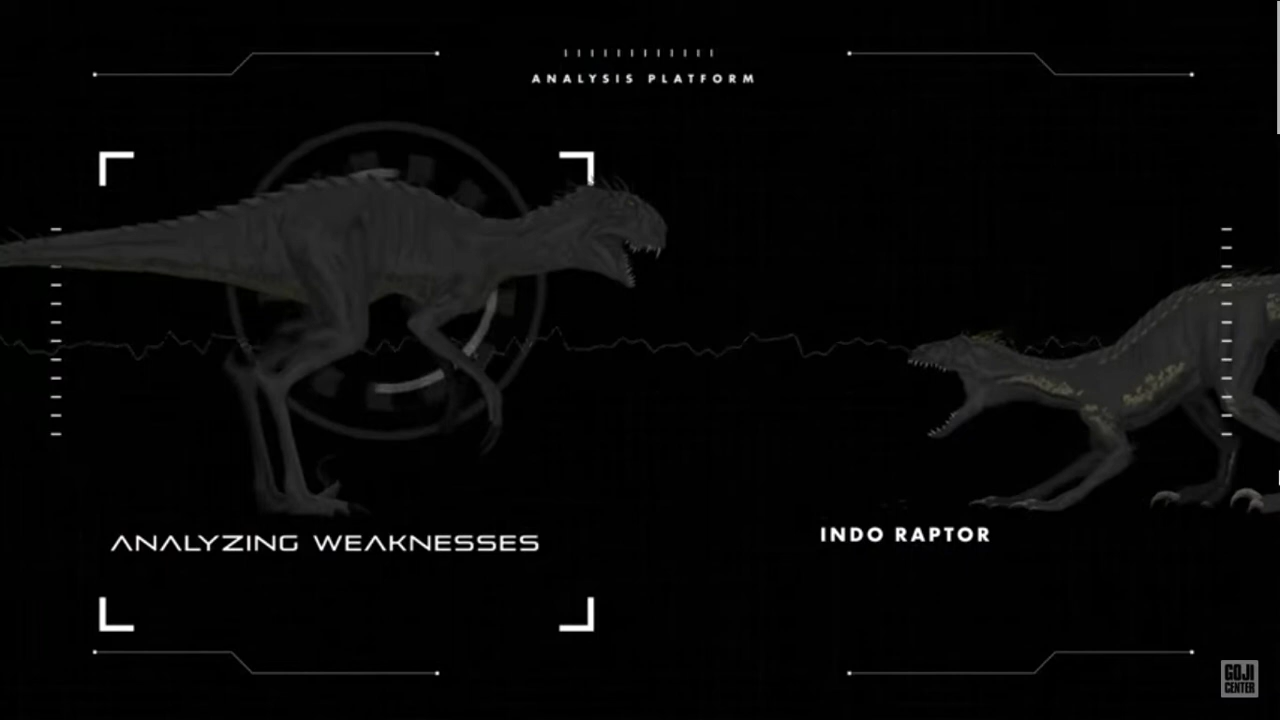 ANALYSIS PLATFORM
ANALYZING WEAKNESSES
INDO RAPTOR
GOJI
CENTER